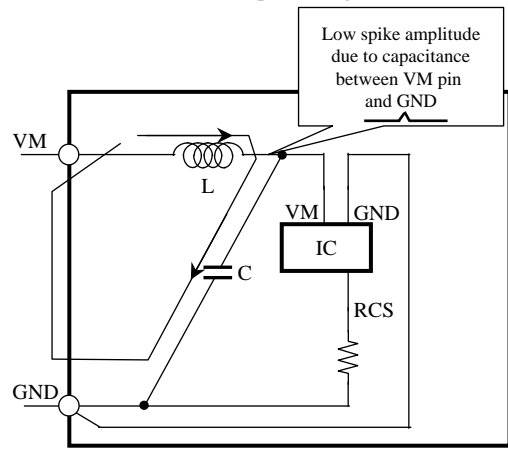 Low spike amplitude
due to capacitance
between VM pin
and GND
VM
L
VM
GND
IC
C
RCS
GND